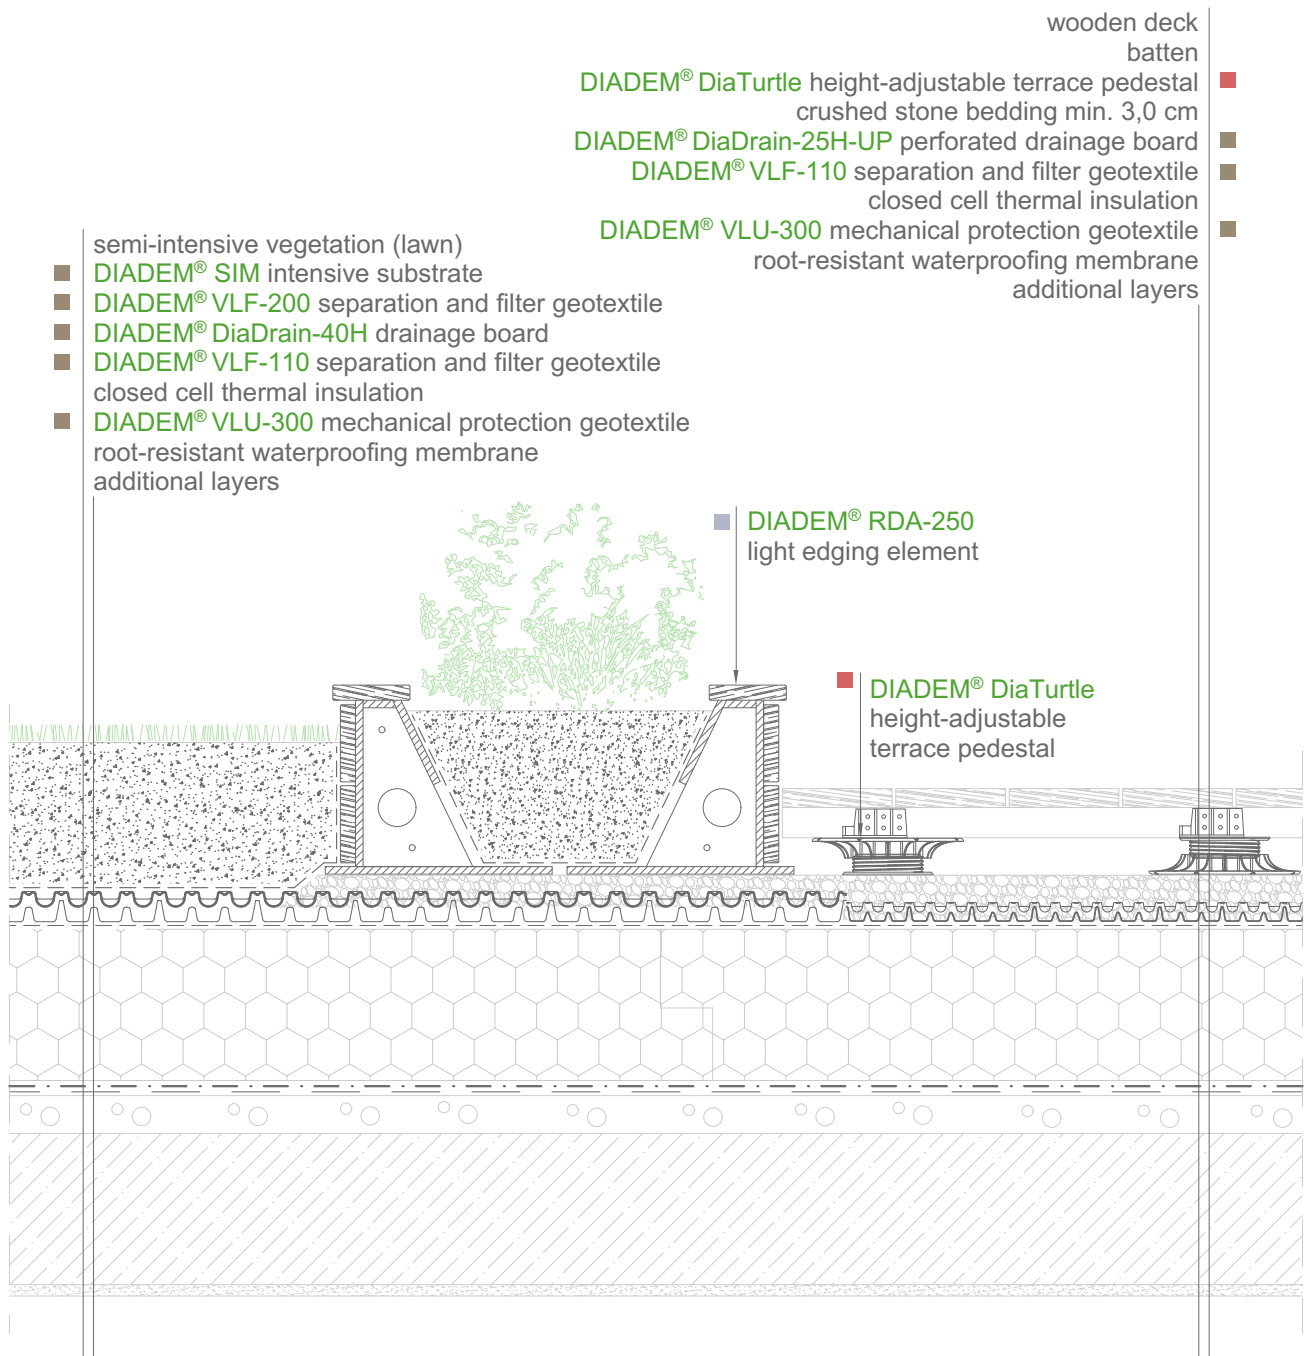 wooden deck
batten
DIADEM® DiaTurtle height-adjustable terrace pedestal
crushed stone bedding min. 3,0 cm
DIADEM® DiaDrain-25H-UP perforated drainage board
DIADEM® VLF-110 separation and filter geotextile
closed cell thermal insulation
DIADEM® VLU-300 mechanical protection geotextile
root-resistant waterproofing membrane
additional layers
semi-intensive vegetation (lawn)
DIADEM® SIM intensive substrate
DIADEM® VLF-200 separation and filter geotextile
DIADEM® DiaDrain-40H drainage board
DIADEM® VLF-110 separation and filter geotextile
closed cell thermal insulation
DIADEM® VLU-300 mechanical protection geotextile
root-resistant waterproofing membrane
additional layers
DIADEM® RDA-250
light edging element
DIADEM® DiaTurtle
height-adjustable
terrace pedestal